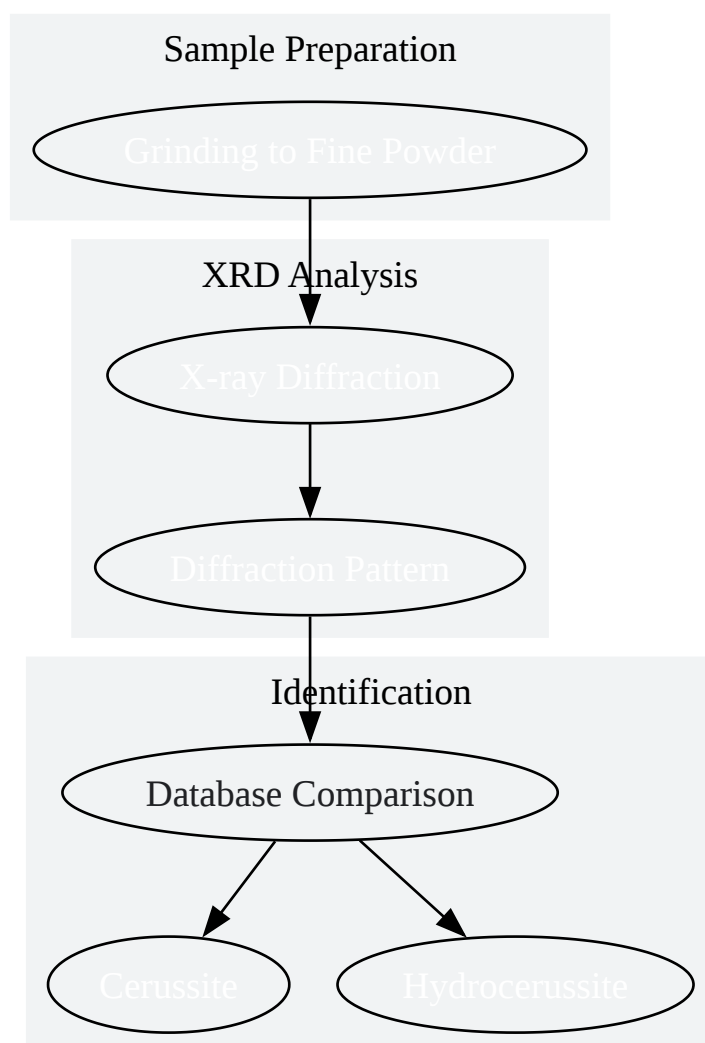 Sample Preparation
Grinding to Fine Powder
XRD Analysis
X-ray Diffraction
Diffraction Pattern
Identification
Database Comparison
Cerussite
Hydrocerussite